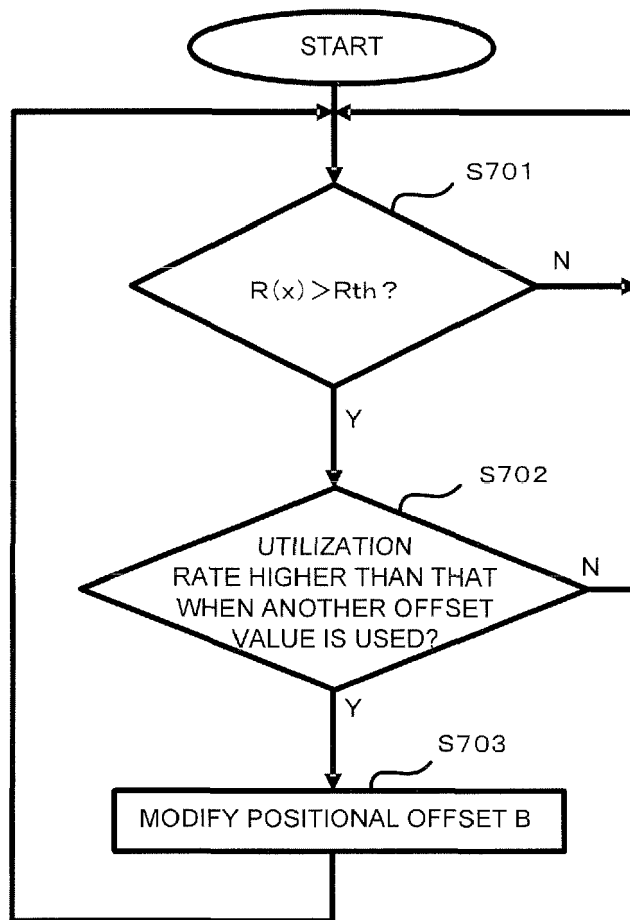 START
S701
R(x)>Rth?
N
Y
S702
UTILIZATION
RATE HIGHER THAN THAT
WHEN ANOTHER OFFSET
VALUE IS USED?
N
Y
S703
MODIFY POSITIONAL OFFSET B